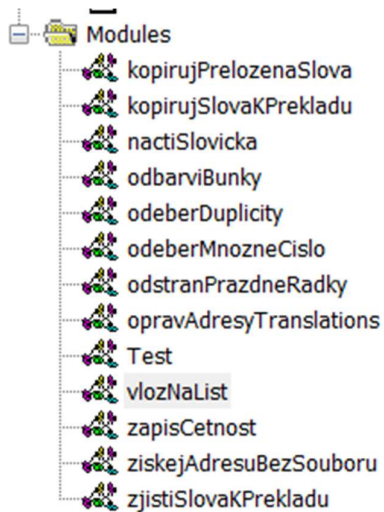 Modules
kopirujPrelozenaSlova
kopirujSlovaKPrekladu
nactiSlovicka
odbarviBunky
odeberDuplicity
odeberMnozneCislo
odstranPrazdneRadky
opravAdresyTranslations
Test
vlozNaList
zapisCetnost
ziskejAdresuBezSouboru
zjistiSlovaKPrekladu